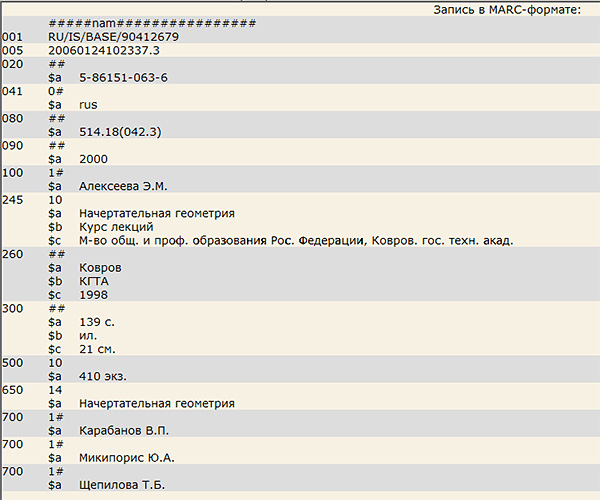 Запись в MARC-формате:
#####nam################
001 RU/IS/BASE/90412679
005 20060124102337.3
020 ##
$a 5-86151-063-6
041 0#
$a rus
080 ##
$a 514.18(042.3)
090 ##
$a 2000
100 1#
$a Алексеева Э.М.
245 10
$a Начертательная геометрия
$b Курс лекций
$c М-во общ. и проф. образования Рос. Федерации, Ковров. гос. техн. акад.
260 ##
$a Ковров
$b КГТА
$c 1998
300 ##
$a 139 с.
$b ил.
$c 21 см.
500 10
$a 410 экз.
650 14
$a Начертательная геометрия
700 1#
$a Карабанов В.П.
700 1#
$a Микипорис Ю.А.
700 1#
$a Щепилова Т.Б.